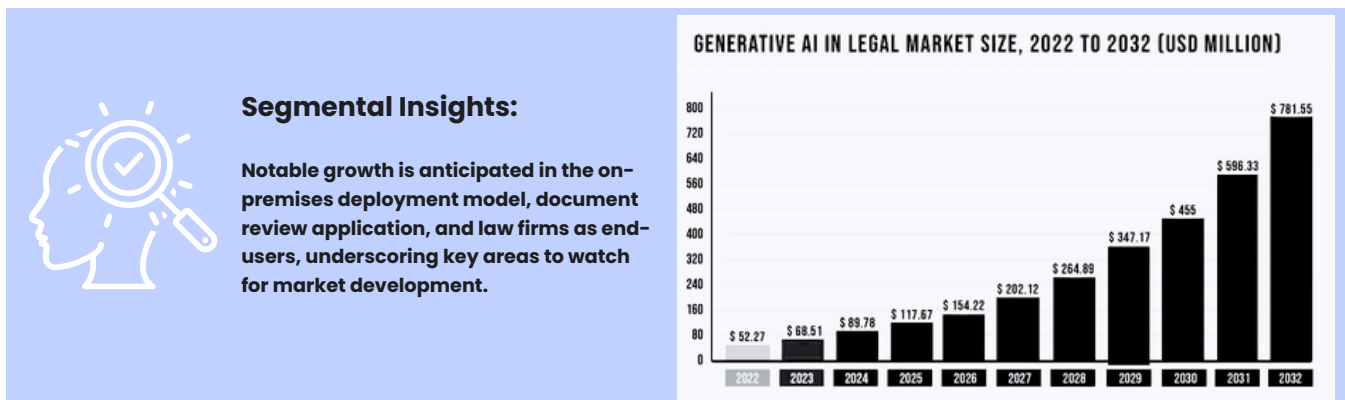 Segmental Insights:
Notable growth is anticipated in the on-
premises deployment model, document
review application, and law firms as end-
users, underscoring key areas to watch
for market development.
GENERATIVE AI IN LEGAL MARKET SIZE, 2022 TO 2032 (USD MILLION)
800
720
640
560
480
400
320
240
160
80
0
$ 52.27
$ 68.51
$ 89.78
$ 117.67
$ 154.22
$ 202.12
$ 264.89
$ 347.17
$ 455
$ 596.33
$ 781.55
2022 2023 2024 2025 2026 2027 2028 2029 2030 2031 2032